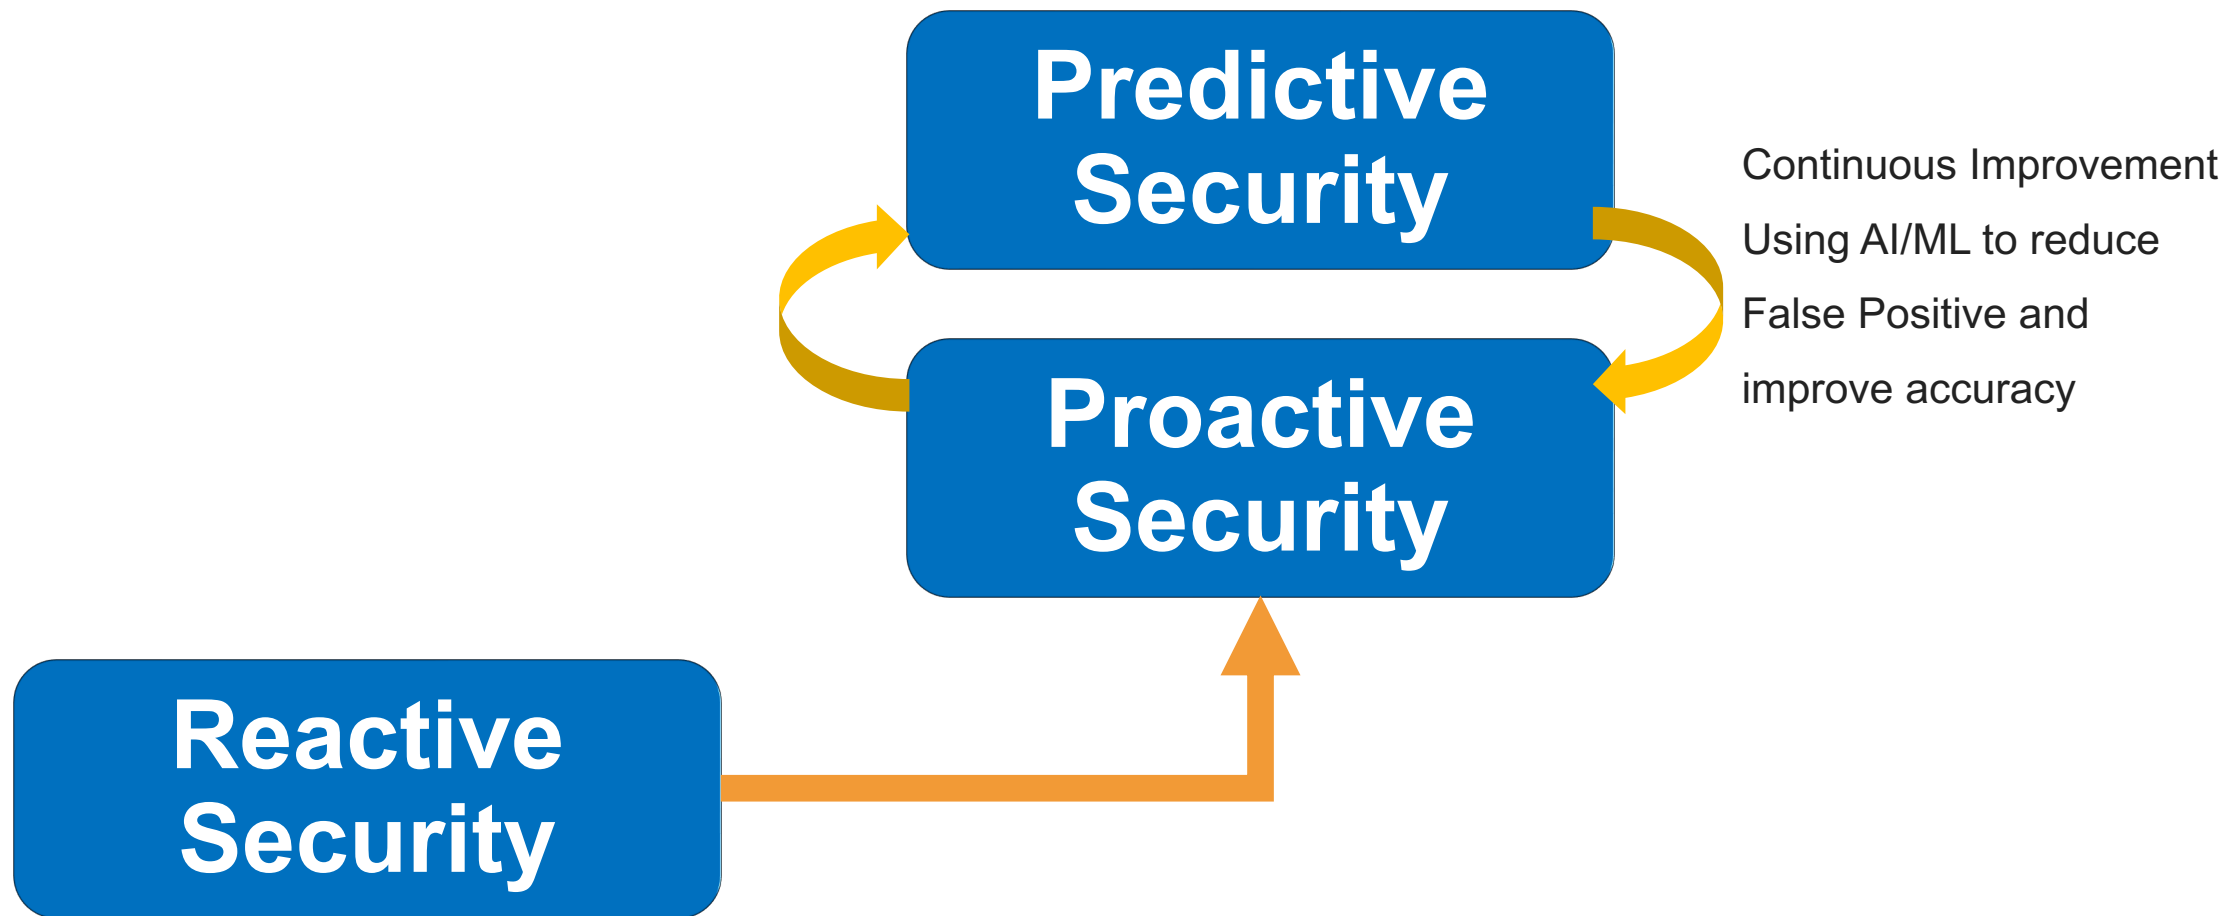 Predictive
Security
Continuous Improvement
Using AI/ML to reduce
False Positive and
improve accuracy
Proactive
Security
Reactive
Security